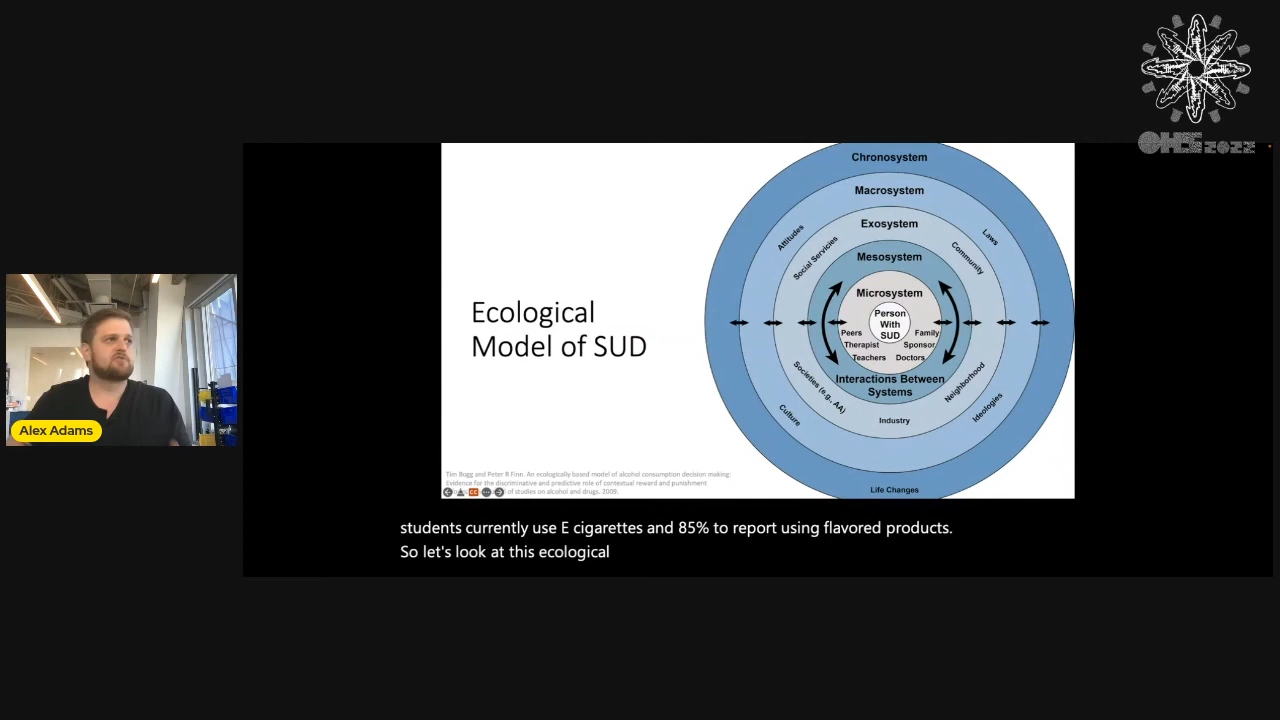 OHS 2022
Chronosystem
Macrosystem
Exosystem
Mesosystem
Microsystem
Person
With
SUD
Attitudes
Laws
Social Servicies
Community
Peers
Family
Therapist
Sponsor
Teachers
Doctors
Interactions Between
Systems
Societies (e.g., AA)
Neighborhood
Culture
Ideologies
Industry
Life Changes
Ecological
Model of SUD
Tim Bogg and Peter R Finn. An ecologically based model of alcohol consumption decision making:
Evidence for the discriminative and predictive role of contextual reward and punishment
of studies on alcohol and drugs, 2009.
CC
Alex Adams
students currently use E cigarettes and 85% to report using flavored products.
So let's look at this ecological